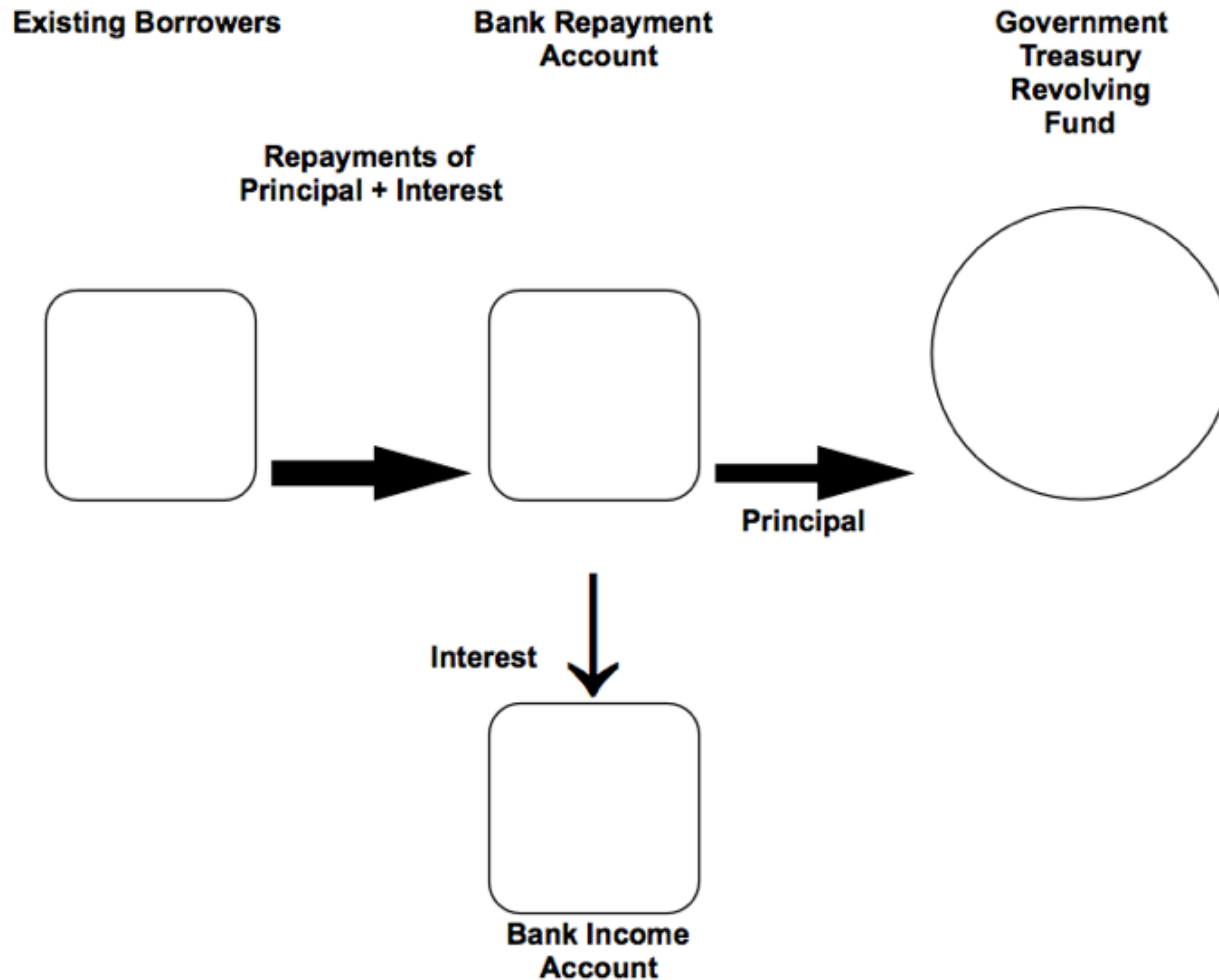 Existing Borrowers
Bank Repayment
Account
Government
Treasury
Revolving
Fund
Repayments of
Principal + Interest
Principal
Interest
Bank Income
Account